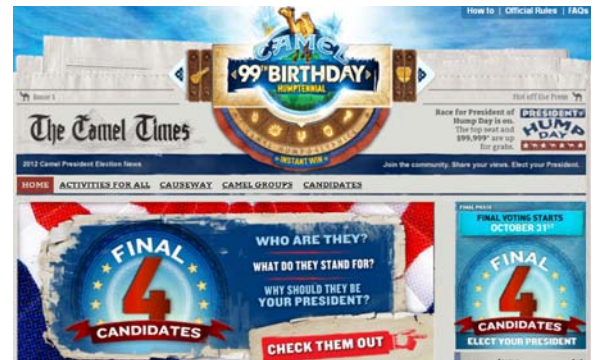 How to | Official Rules | FAQs
CAMEL
99TH BIRTHDAY
HUMPTENNIAL
INSTANT WIN
Issue 1
Hot off the Press
The Camel Times
Race for President of
Hump Day is on.
The top seat and
$99,999* are up
for grabs.
PRESIDENT OF
HUMP
DAY
2012 Camel President Election News
Join the community. Share your views. Elect your President.
HOME ACTIVITIES FOR ALL CAUSEWAY CAMEL GROUPS CANDIDATES
FINAL
4
CANDIDATES
WHO ARE THEY?
WHAT DO THEY STAND FOR?
WHY SHOULD THEY BE
YOUR PRESIDENT?
CHECK THEM OUT
FINAL PHASE
FINAL VOTING STARTS
OCTOBER 31ST
FINAL
4
CANDIDATES
ELECT YOUR PRESIDENT